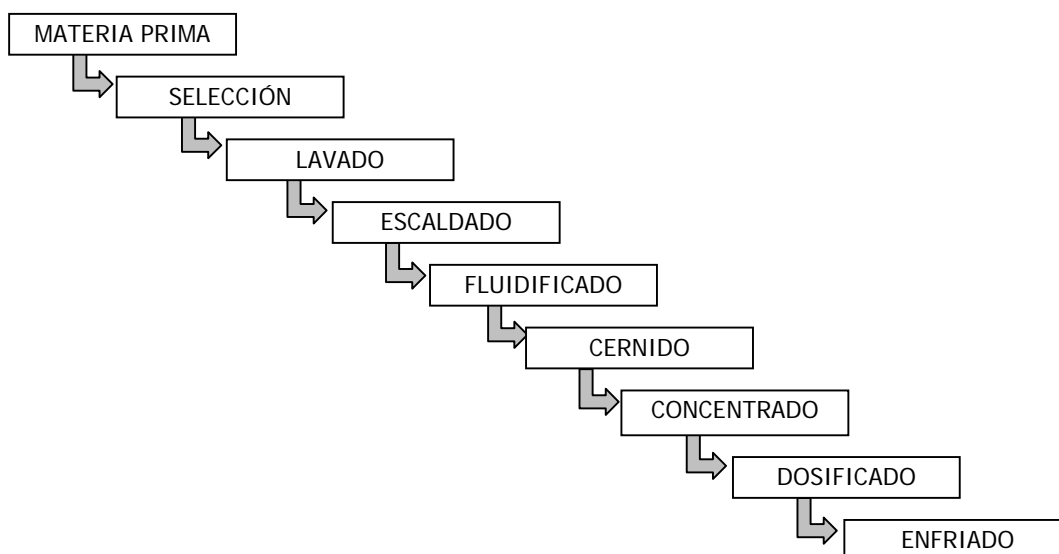 MATERIA PRIMA
SELECCIÓN
LAVADO
ESCALDADO
FLUIDIFICADO
CERNIDO
CONCENTRADO
DOSIFICADO
ENFRIADO